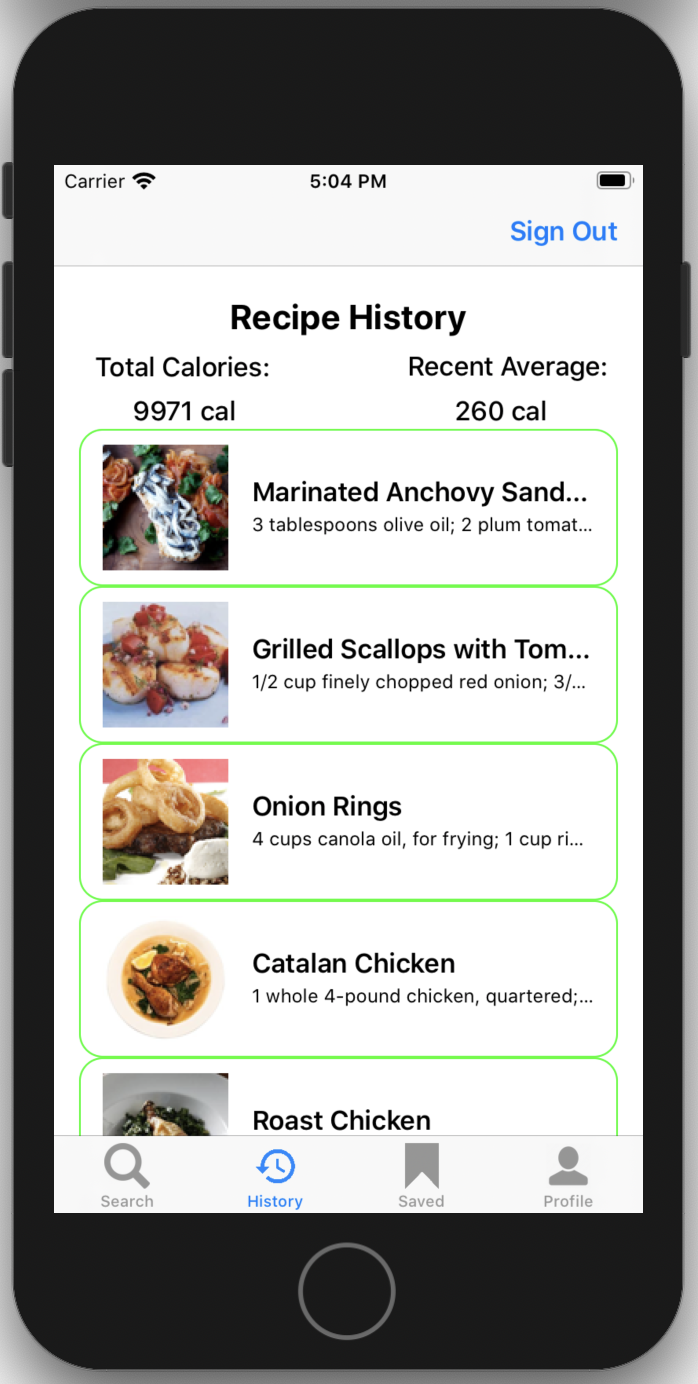 Carrier 5:04 PM
Sign Out
Recipe History
Total Calories: Recent Average:
9971 cal 260 cal
Marinated Anchovy Sand...
3 tablespoons olive oil; 2 plum tomat...
Grilled Scallops with Tom...
1/2 cup finely chopped red onion; 3/...
Onion Rings
4 cups canola oil, for frying; 1 cup ri...
Catalan Chicken
1 whole 4-pound chicken, quartered;...
Roast Chicken
Search History Saved Profile